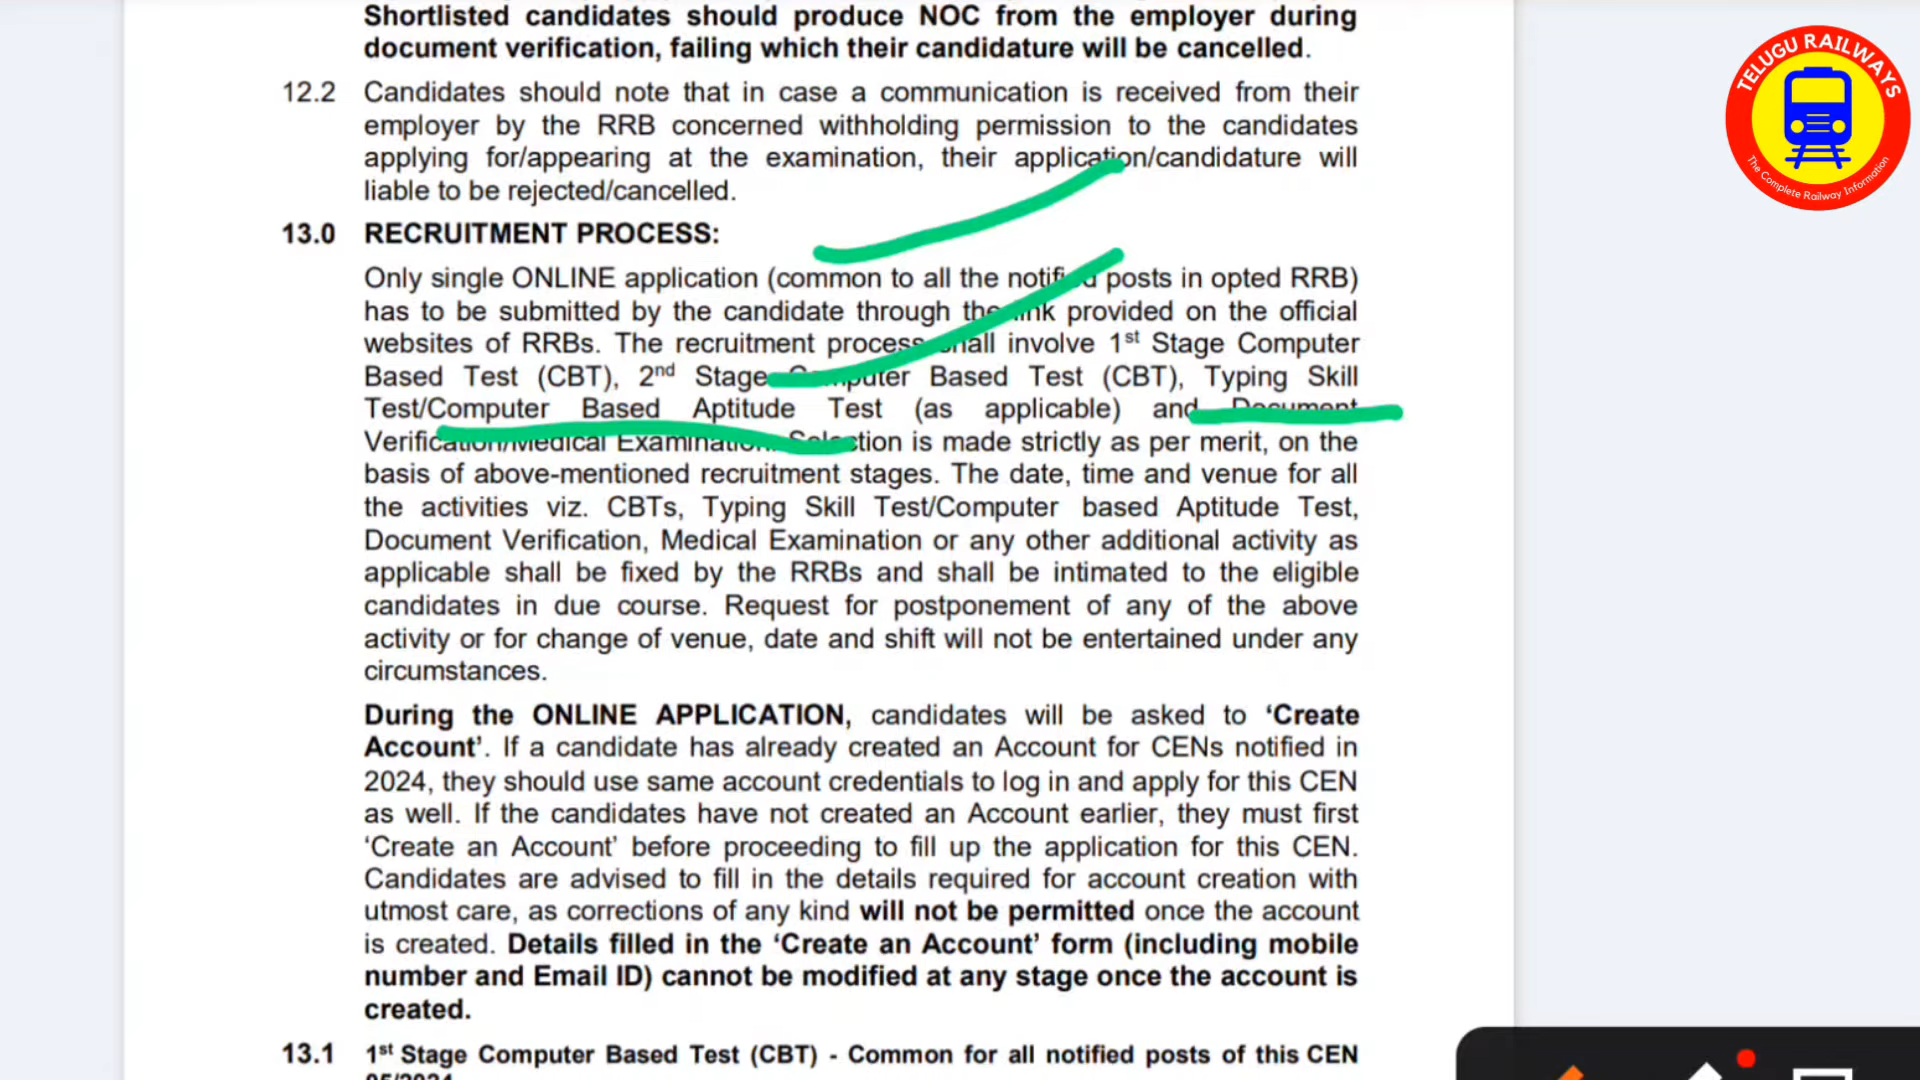 Shortlisted candidates should produce NOC from the employer during
document verification, failing which their candidature will be cancelled.
12.2 Candidates should note that in case a communication is received from their
employer by the RRB concerned withholding permission to the candidates
applying for/appearing at the examination, their application/candidature will
liable to be rejected/cancelled.
13.0 RECRUITMENT PROCESS:
Only single ONLINE application (common to all the notified posts in opted RRB)
has to be submitted by the candidate through the link provided on the official
websites of RRBs. The recruitment process shall involve 1st Stage Computer
Based Test (CBT), 2nd Stage Computer Based Test (CBT), Typing Skill
Test/Computer Based Aptitude Test (as applicable) and Document
Verification/Medical Examination. Selection is made strictly as per merit, on the
basis of above-mentioned recruitment stages. The date, time and venue for all
the activities viz. CBTs, Typing Skill Test/Computer based Aptitude Test,
Document Verification, Medical Examination or any other additional activity as
applicable shall be fixed by the RRBs and shall be intimated to the eligible
candidates in due course. Request for postponement of any of the above
activity or for change of venue, date and shift will not be entertained under any
circumstances.
During the ONLINE APPLICATION, candidates will be asked to ‘Create
Account’. If a candidate has already created an Account for CENs notified in
2024, they should use same account credentials to log in and apply for this CEN
as well. If the candidates have not created an Account earlier, they must first
‘Create an Account’ before proceeding to fill up the application for this CEN.
Candidates are advised to fill in the details required for account creation with
utmost care, as corrections of any kind will not be permitted once the account
is created. Details filled in the ‘Create an Account’ form (including mobile
number and Email ID) cannot be modified at any stage once the account is
created.
13.1 1st Stage Computer Based Test (CBT) - Common for all notified posts of this CEN
TELUGU RAILWAYS
The Complete Railway Information